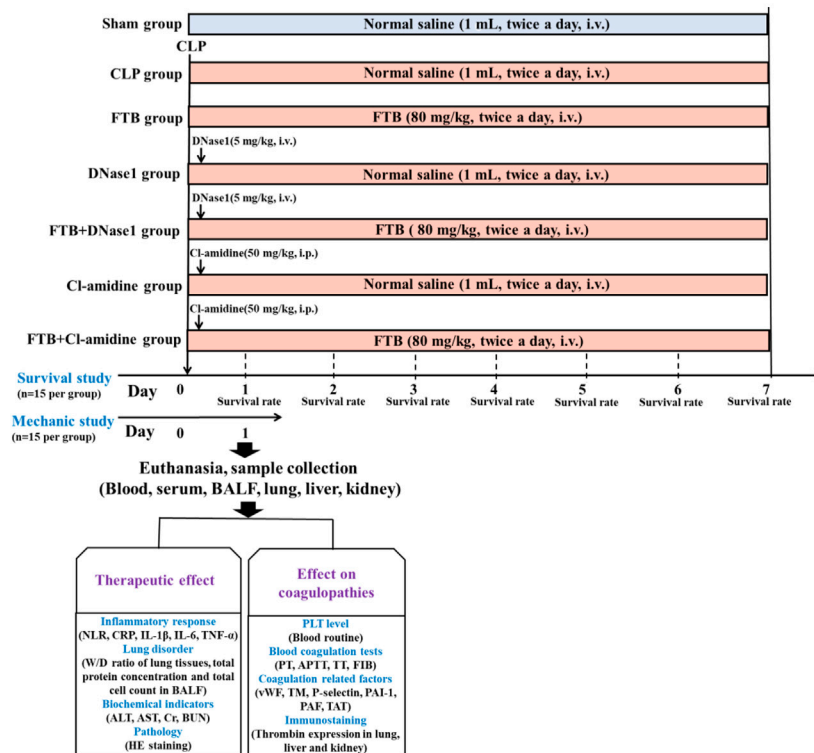 Sham group
Normal saline (1 mL, twice a day, i.v.)
CLP
CLP group
Normal saline (1 mL, twice a day, i.v.)
FTB group
FTB (80 mg/kg, twice a day, i.v.)
DNase1(5 mg/kg, i.v.)
DNase1 group
Normal saline (1 mL, twice a day, i.v.)
DNase1(5 mg/kg, i.v.)
FTB+DNase1 group
FTB ( 80 mg/kg, twice a day, i.v.)
Cl-amidine(50 mg/kg, i.p.)
Cl-amidine group
Normal saline (1 mL, twice a day, i.v.)
Cl-amidine(50 mg/kg, i.p.)
FTB+Cl-amidine group
FTB (80 mg/kg, twice a day, i.v.)
Survival study
(n=15 per group)
Day 0 1 2 3 4 5 6 7
Survival rate Survival rate Survival rate Survival rate Survival rate Survival rate Survival rate
Mechanic study
(n=15 per group)
Day 0 1
Euthanasia, sample collection
(Blood, serum, BALF, lung, liver, kidney)
Therapeutic effect
Inflammatory response
(NLR, CRP, IL-1β, IL-6, TNF-α)
Lung disorder
(W/D ratio of lung tissues, total
protein concentration and total
cell count in BALF)
Biochemical indicators
(ALT, AST, Cr, BUN)
Pathology
(HE staining)
Effect on
coagulopathies
PLT level
(Blood routine)
Blood coagulation tests
(PT, APTT, TT, FIB)
Coagulation related factors
(vWF, TM, P-selectin, PAI-1,
PAF, TAT)
Immunostaining
(Thrombin expression in lung,
liver and kidney)